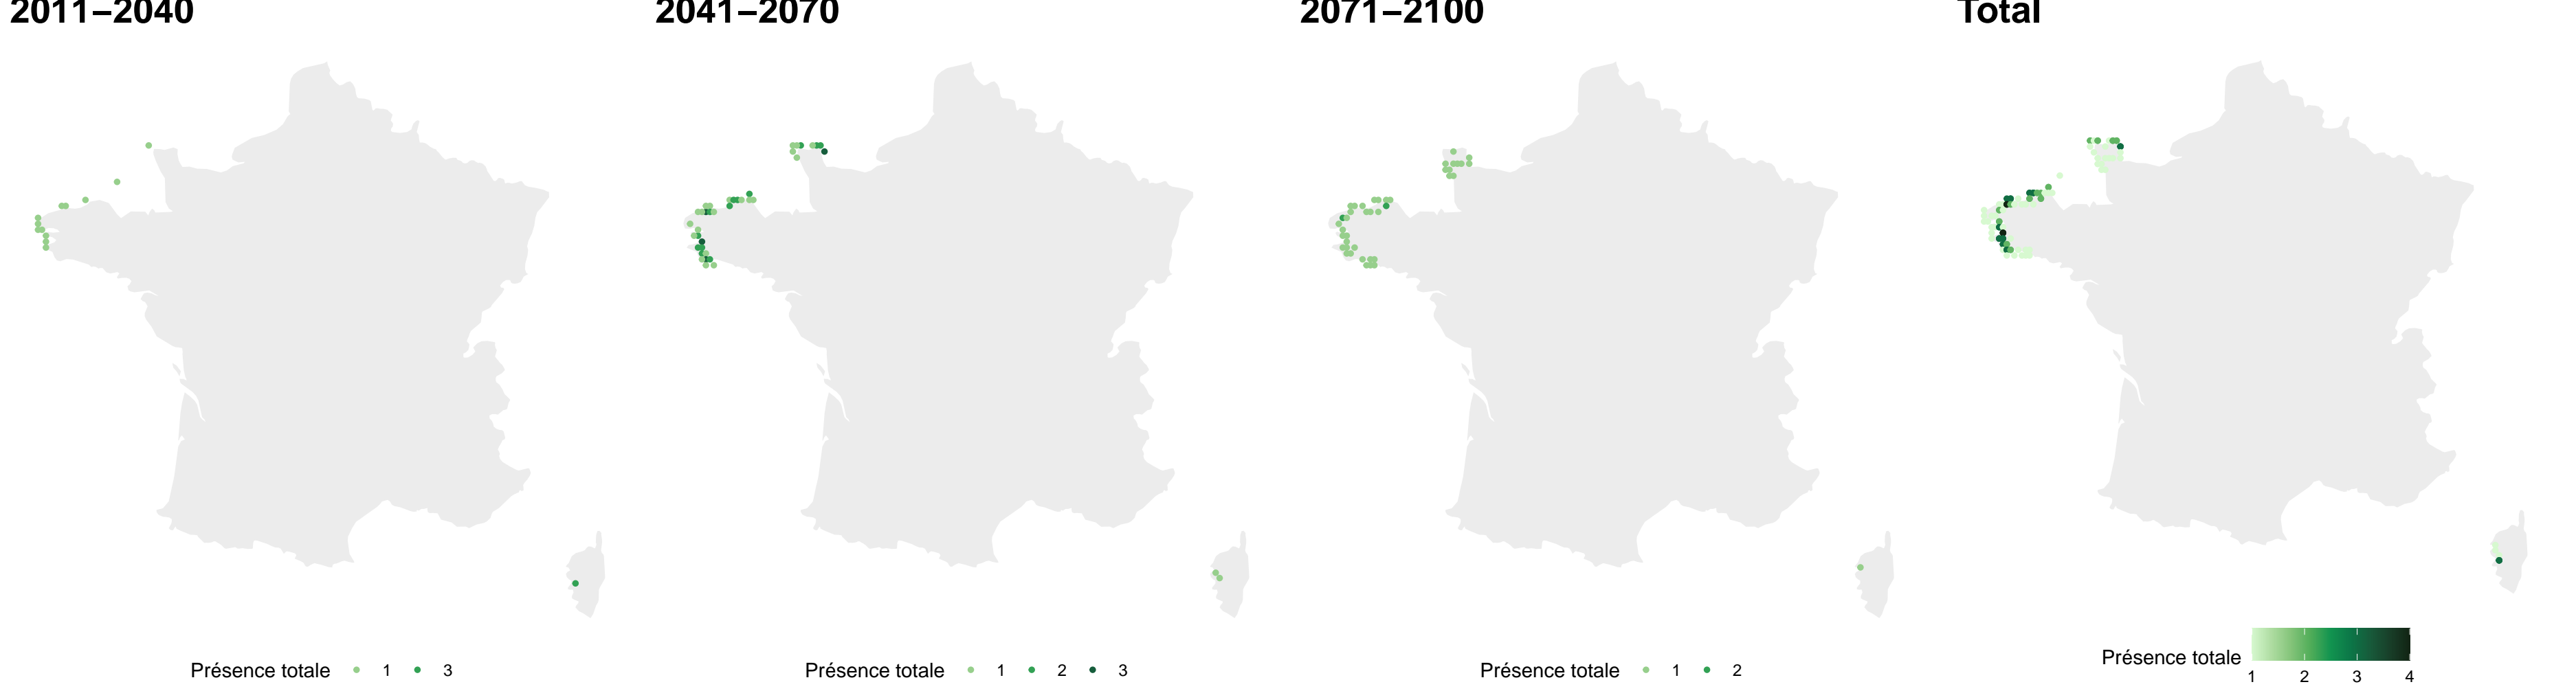 2011–2040
2041–2070
2071–2100
Total
Présence totale 1 3
Présence totale 1 2 3
Présence totale 1 2
Présence totale
1 2 3 4